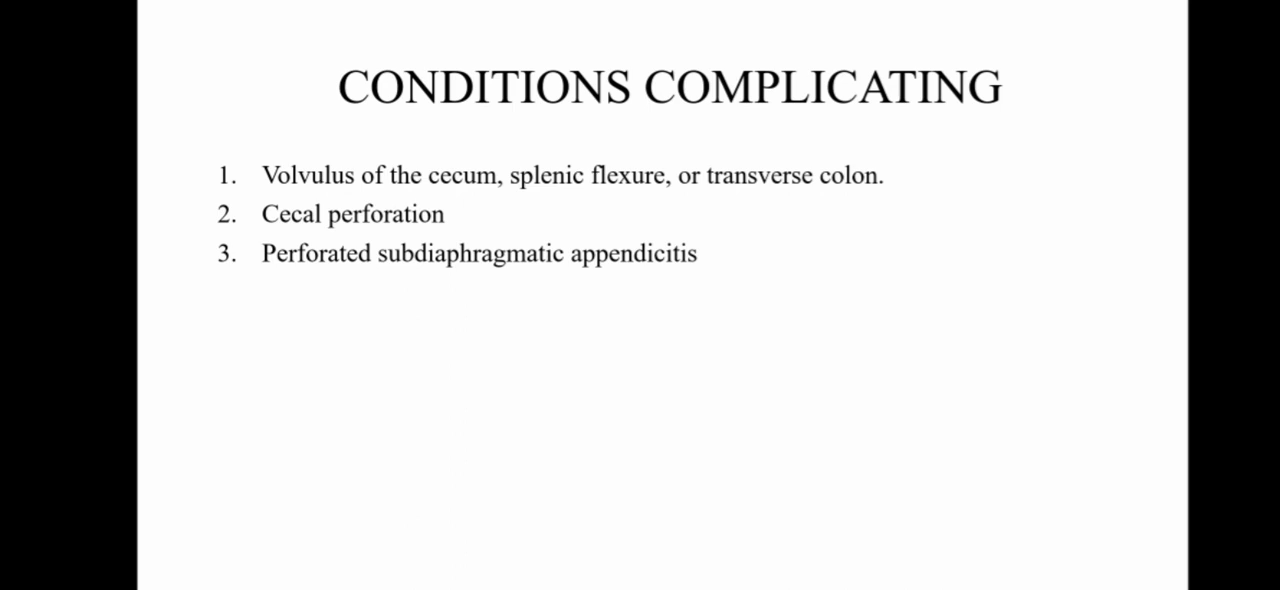 CONDITIONS COMPLICATING
1. Volvulus of the cecum, splenic flexure, or transverse colon.
2. Cecal perforation
3. Perforated subdiaphragmatic appendicitis